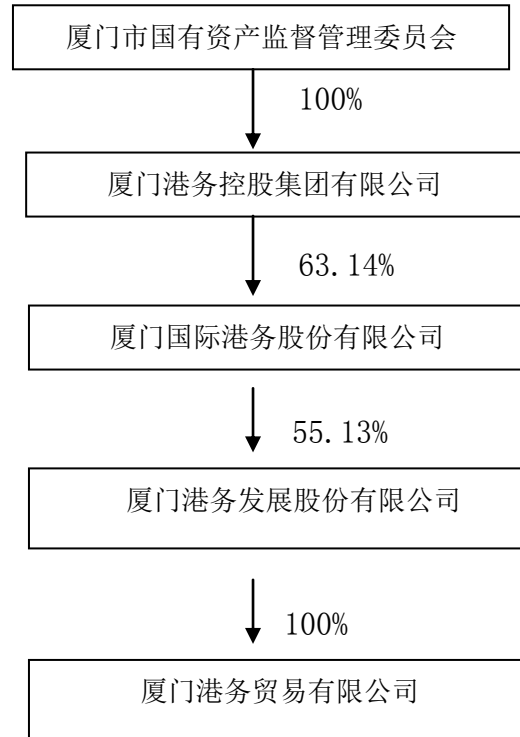 厦门市国有资产监督管理委员会
100%
厦门港务控股集团有限公司
63.14%
厦门国际港务股份有限公司
55.13%
厦门港务发展股份有限公司
100%
厦门港务贸易有限公司